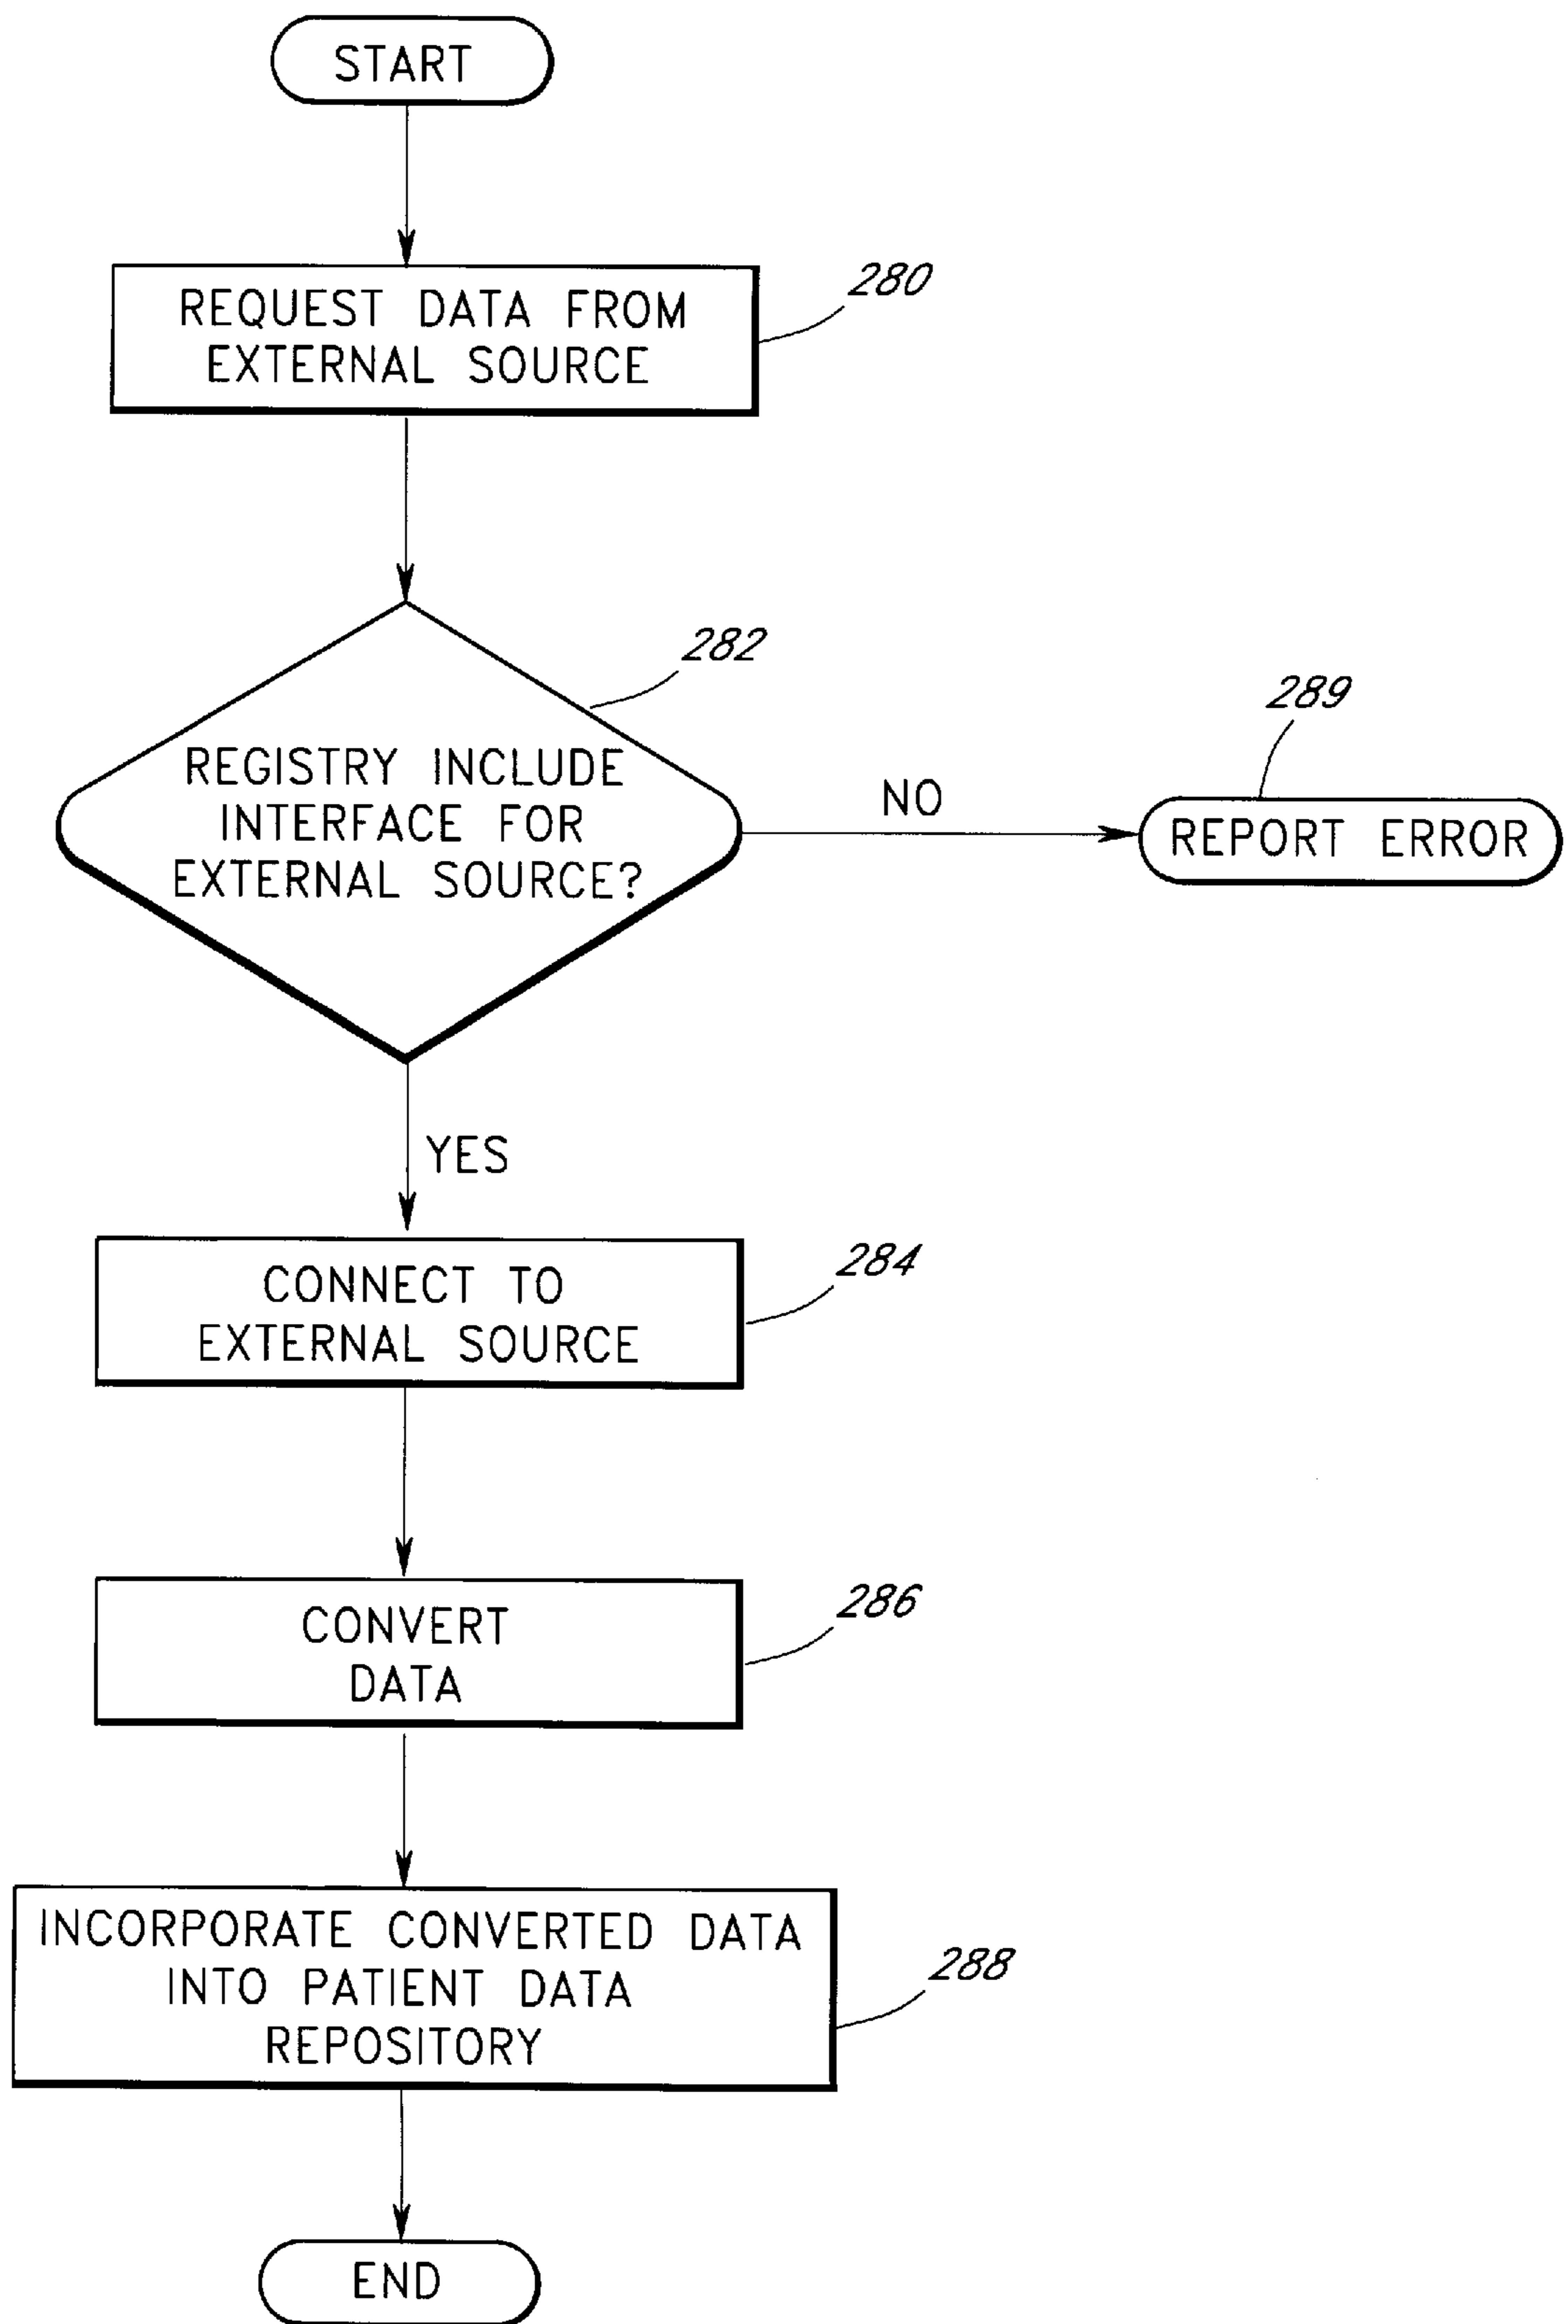 START
REQUEST DATA FROM
EXTERNAL SOURCE
280
REGISTRY INCLUDE
INTERFACE FOR
EXTERNAL SOURCE?
282
NO
289
REPORT ERROR
YES
CONNECT TO
EXTERNAL SOURCE
284
CONVERT
DATA
286
INCORPORATE CONVERTED DATA
INTO PATIENT DATA
REPOSITORY
288
END